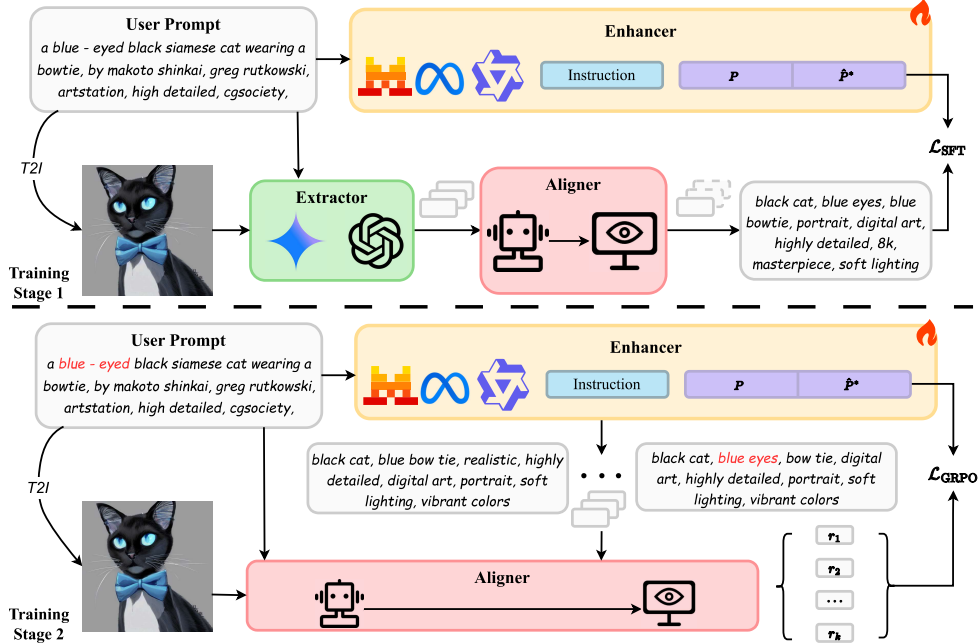 User Prompt
a blue - eyed black siamese cat wearing a
bowtie, by makoto shinkai, greg rutkowski,
artstation, high detailed, cgsociety,
Enhancer
Instruction
P
P̂*
L_SFT
T2I
Extractor
Aligner
black cat, blue eyes, blue
bowtie, portrait, digital art,
highly detailed, 8k,
masterpiece, soft lighting
Training
Stage 1
User Prompt
a blue - eyed black siamese cat wearing a
bowtie, by makoto shinkai, greg rutkowski,
artstation, high detailed, cgsociety,
Enhancer
Instruction
P
P̂*
T2I
black cat, blue bow tie, realistic, highly
detailed, digital art, portrait, soft
lighting, vibrant colors
• • •
black cat, blue eyes, bow tie, digital
art, highly detailed, portrait, soft
lighting, vibrant colors
L_GRPO
Aligner
r₁
r₂
...
rₖ
Training
Stage 2